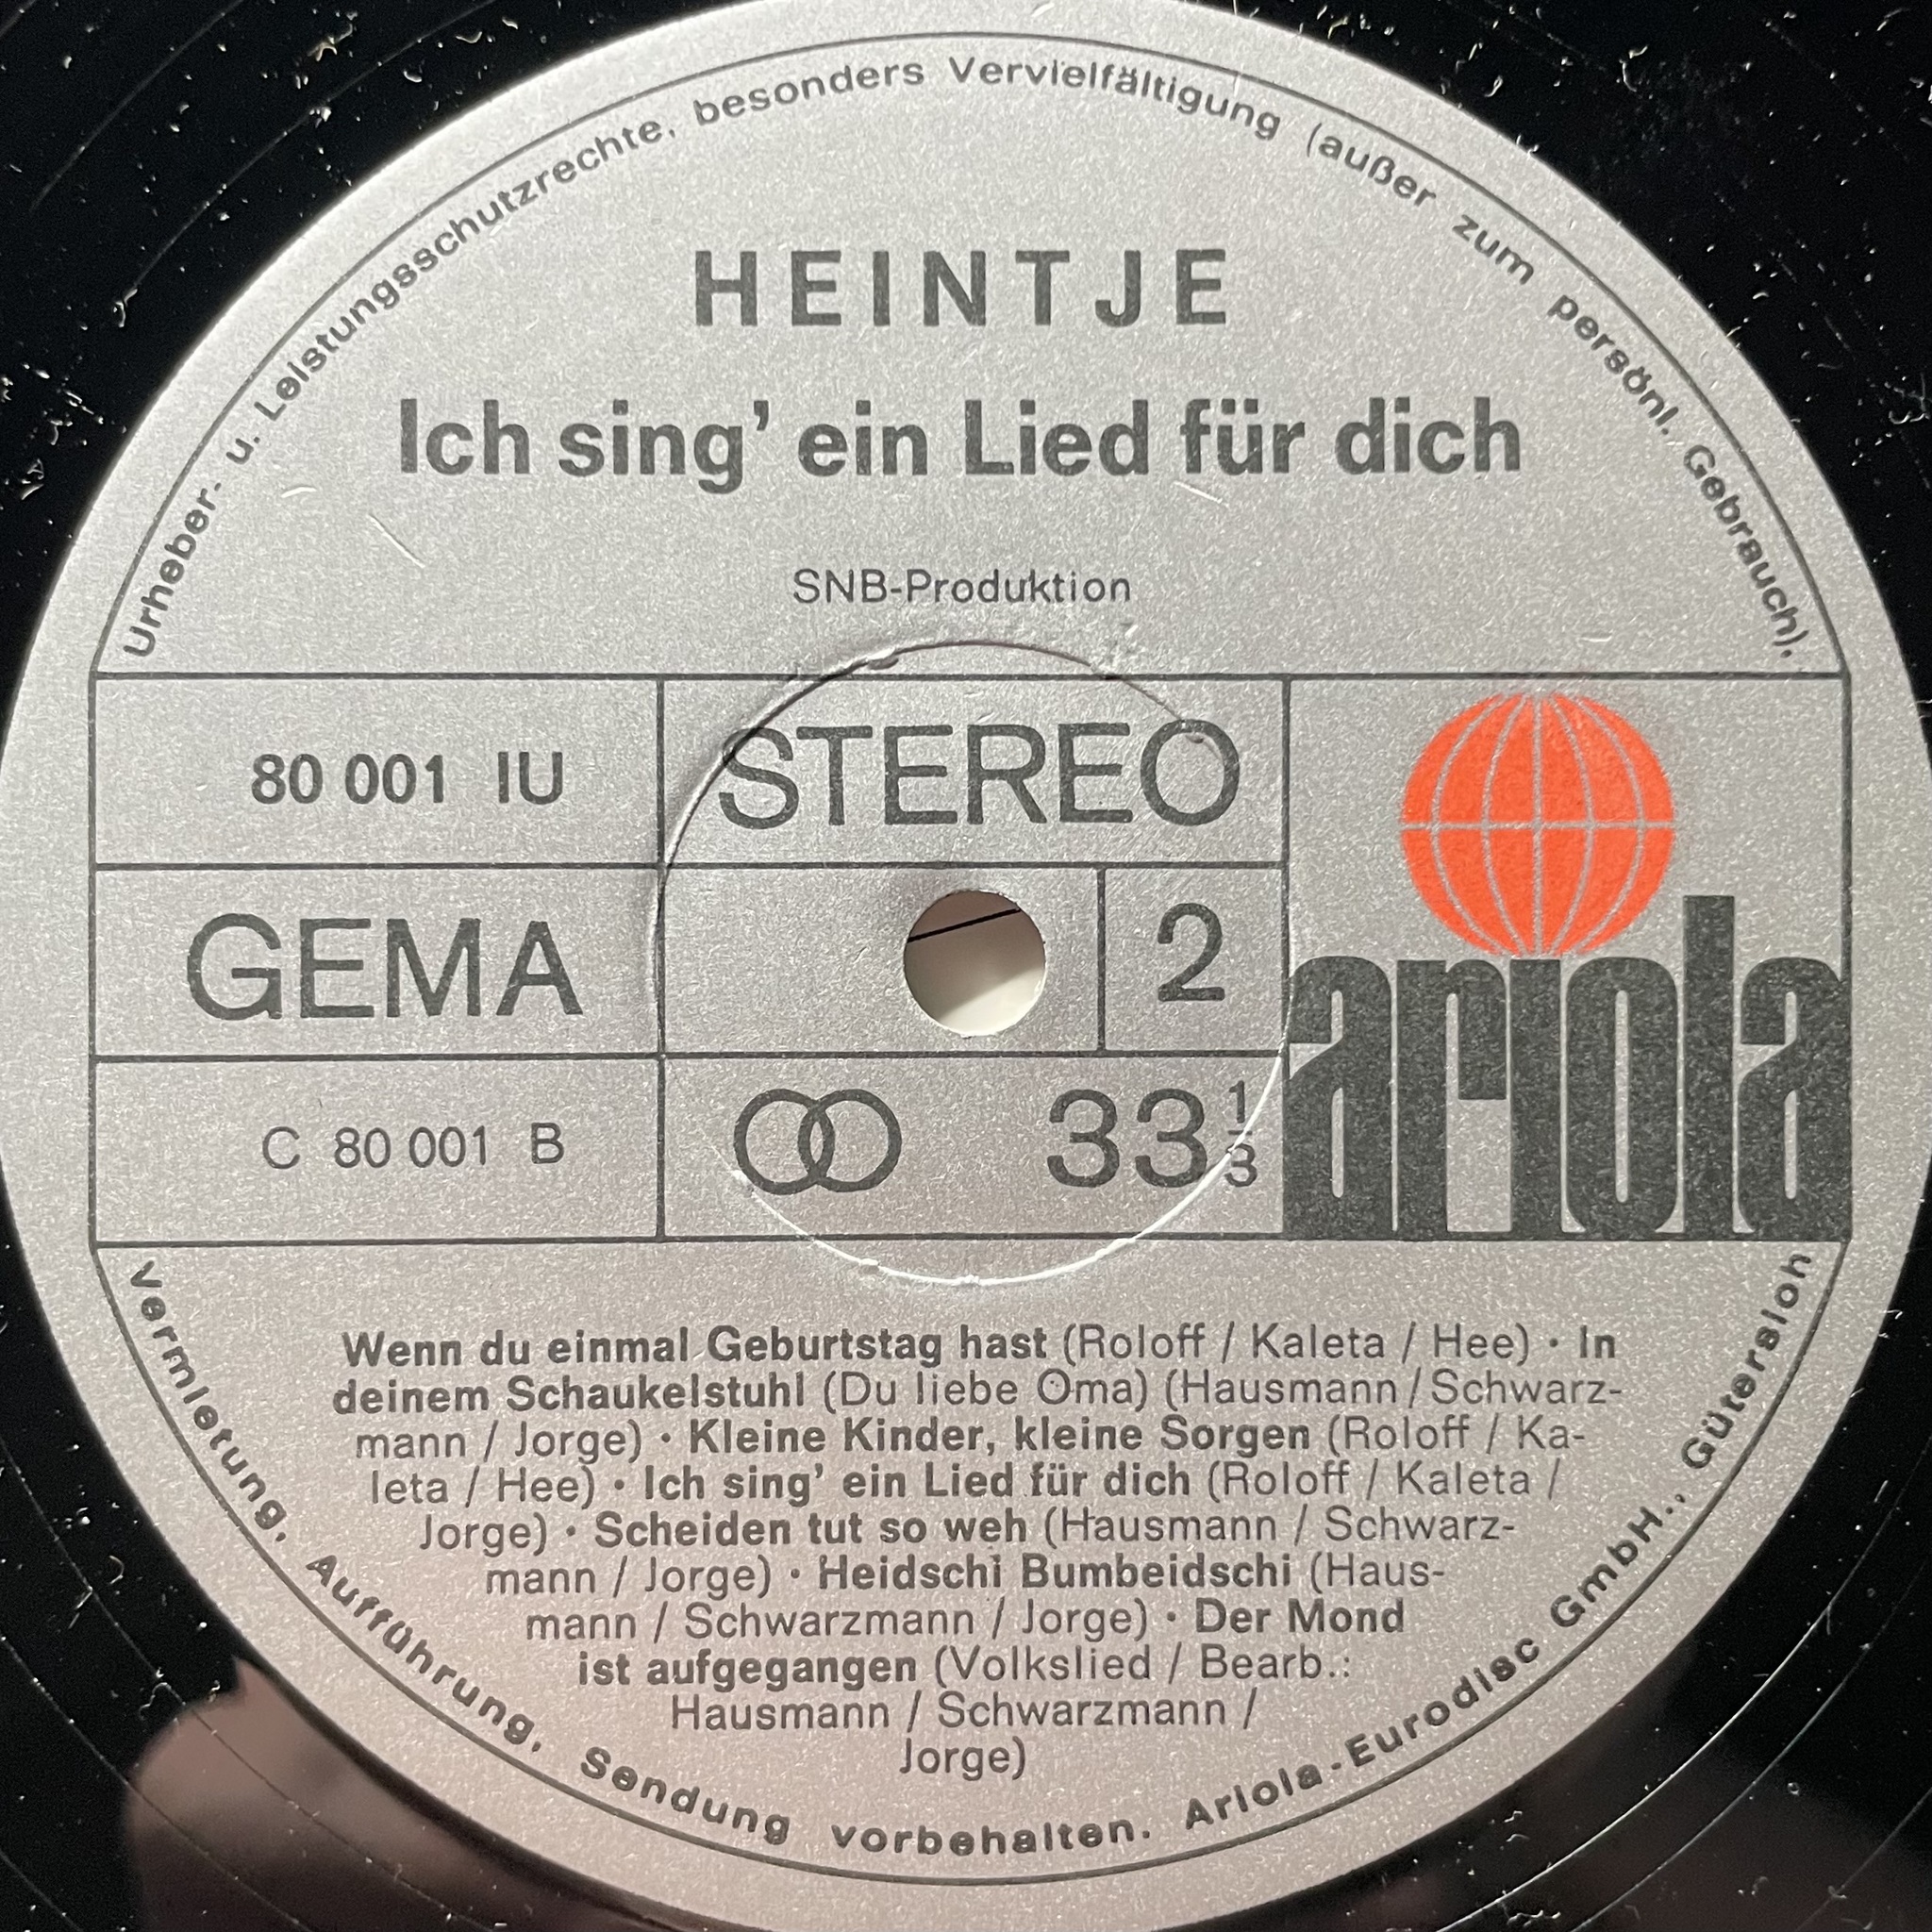 Urheber- u. Leistungsschutzrechte, besonders Vervielfältigung (außer zum persönl. Gebrauch),
HEINTJE
Ich sing' ein Lied für dich
SNB-Produktion
80 001 IU
STEREO
GEMA
2
C 80 001 B
33 1/3
ariola
Wenn du einmal Geburtstag hast (Roloff / Kaleta / Hee) · In
deinem Schaukelstuhl (Du liebe Oma) (Hausmann / Schwarz-
mann / Jorge) · Kleine Kinder, kleine Sorgen (Roloff / Ka-
leta / Hee) · Ich sing' ein Lied für dich (Roloff / Kaleta /
Jorge) · Scheiden tut so weh (Hausmann / Schwarz-
mann / Jorge) · Heidschi Bumbeidschi (Haus-
mann / Schwarzmann / Jorge) · Der Mond
ist aufgegangen (Volkslied / Bearb.:
Hausmann / Schwarzmann /
Jorge)
Vermietung, Aufführung, Sendung vorbehalten. Ariola-Eurodisc GmbH., Gütersloh